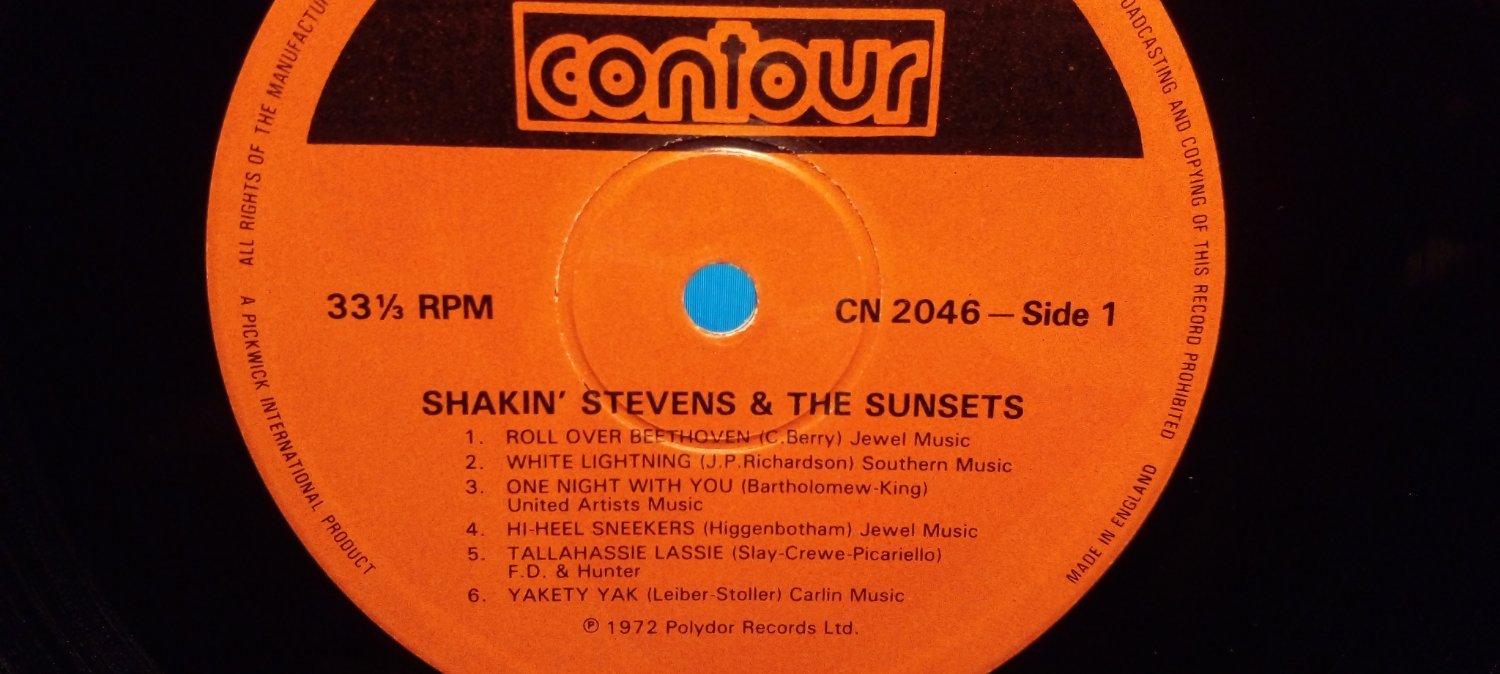 contour
ALL RIGHTS OF THE
BROADCASTING AND COPYING OF THIS RECORD PROHIBITED
33⅓ RPM
CN 2046 — Side 1
SHAKIN' STEVENS & THE SUNSETS
1. ROLL OVER BEETHOVEN (C.Berry) Jewel Music
2. WHITE LIGHTNING (J.P.Richardson) Southern Music
3. ONE NIGHT WITH YOU (Bartholomew-King)
United Artists Music
4. HI-HEEL SNEEKERS (Higgenbotham) Jewel Music
5. TALLAHASSIE LASSIE (Slay-Crewe-Picariello)
F.D. & Hunter
6. YAKETY YAK (Leiber-Stoller) Carlin Music
℗ 1972 Polydor Records Ltd.
A PICKWICK INTERNATIONAL PRODUCT
MADE IN ENGLAND